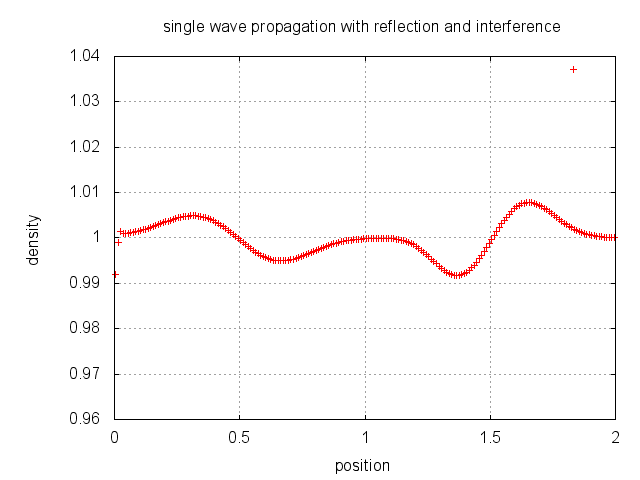 single wave propagation with reflection and interference
1.04
1.03
1.02
1.01
1
0.99
0.98
0.97
0.96
density
0 0.5 1 1.5 2
position